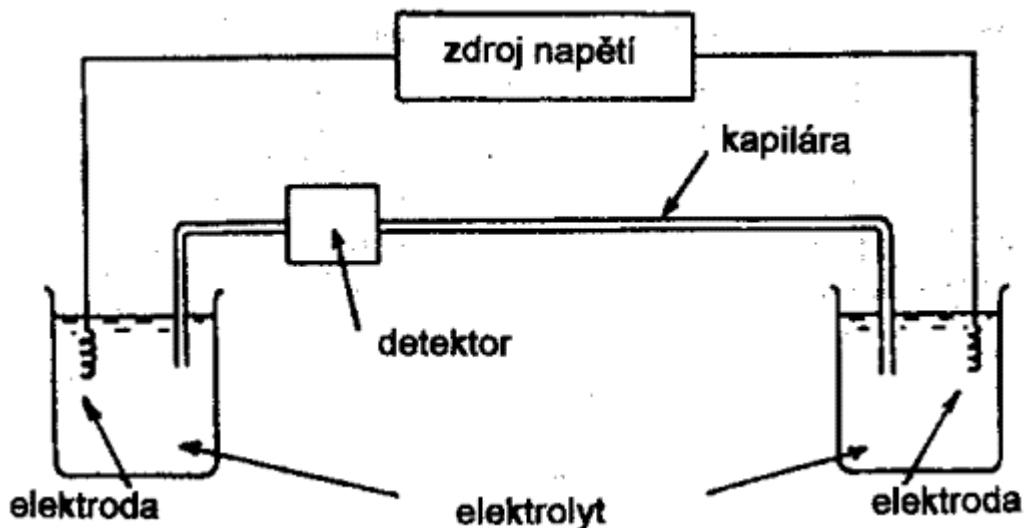 zdroj napětí
kapilára
detektor
elektroda
elektrolyt
elektroda